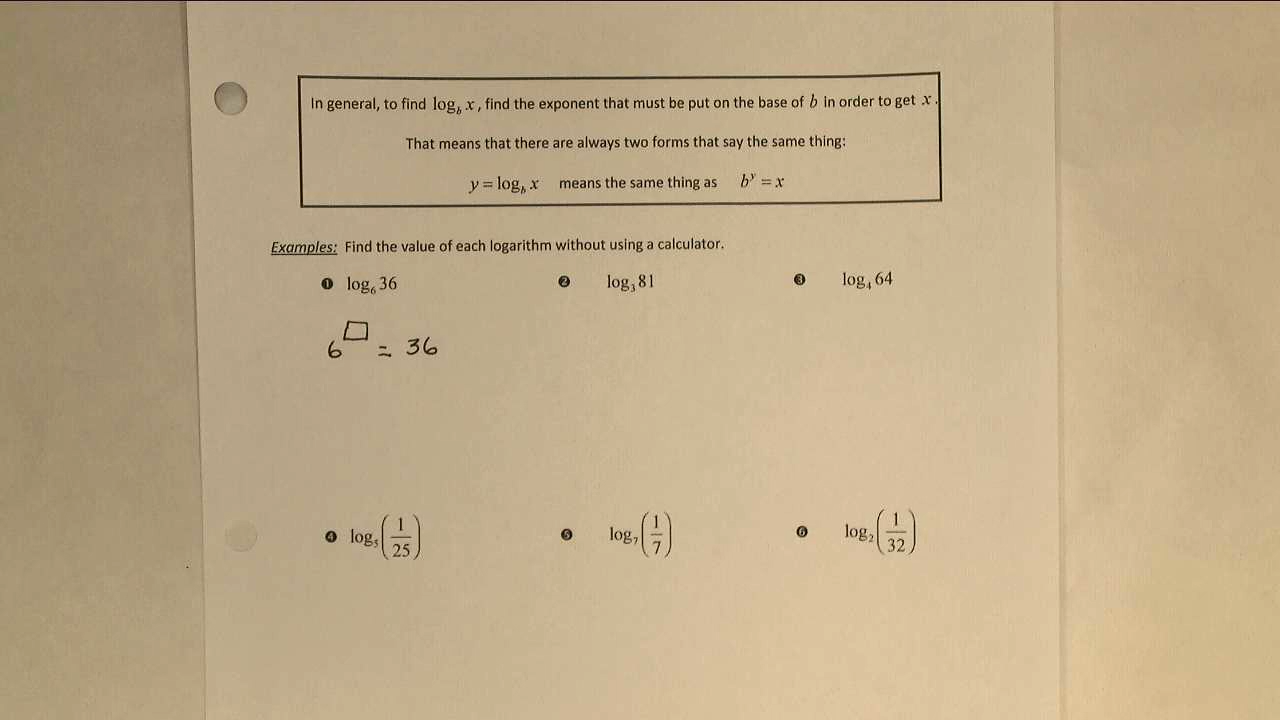 In general, to find log_b x, find the exponent that must be put on the base of b in order to get x.
That means that there are always two forms that say the same thing:
y = log_b x means the same thing as b^y = x
Examples: Find the value of each logarithm without using a calculator.
❶ log_6 36 ❷ log_3 81 ❸ log_4 64
6^□ = 36
❹ log_5 (1/25) ❺ log_7 (1/7) ❻ log_2 (1/32)